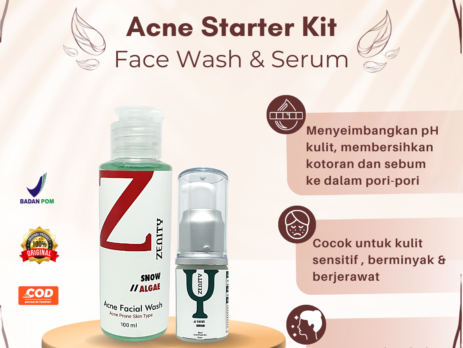 Acne Starter Kit
Face Wash & Serum
Menyeimbangkan pH
kulit, membersihkan
kotoran dan sebum
ke dalam pori-pori
Cocok untuk kulit
sensitif , berminyak &
berjerawat
BADAN POM
100%
ORIGINAL
COD
Z
ZENITY
SNOW
// ALGAE
Acne Facial Wash
Acne Prone Skin Type
100 ml
ZENITY